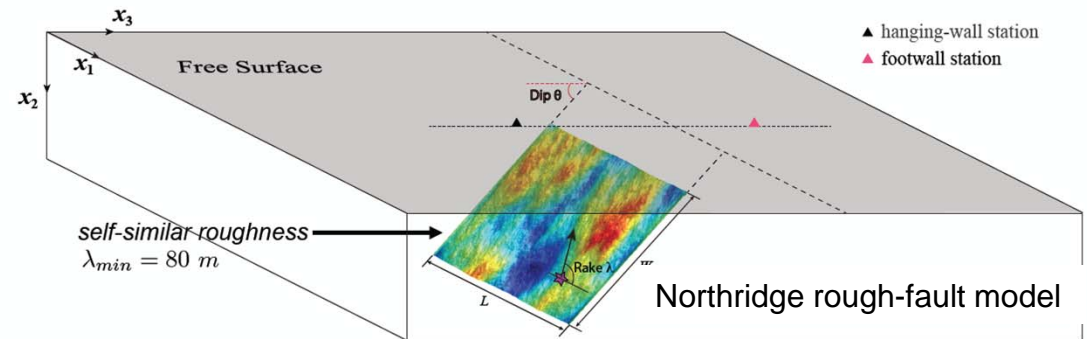 x3
x1
x2
Free Surface
▲ hanging-wall station
▲ footwall station
Dip θ
self-similar roughness
λmin = 80 m
Rake λ
L
Northridge rough-fault model